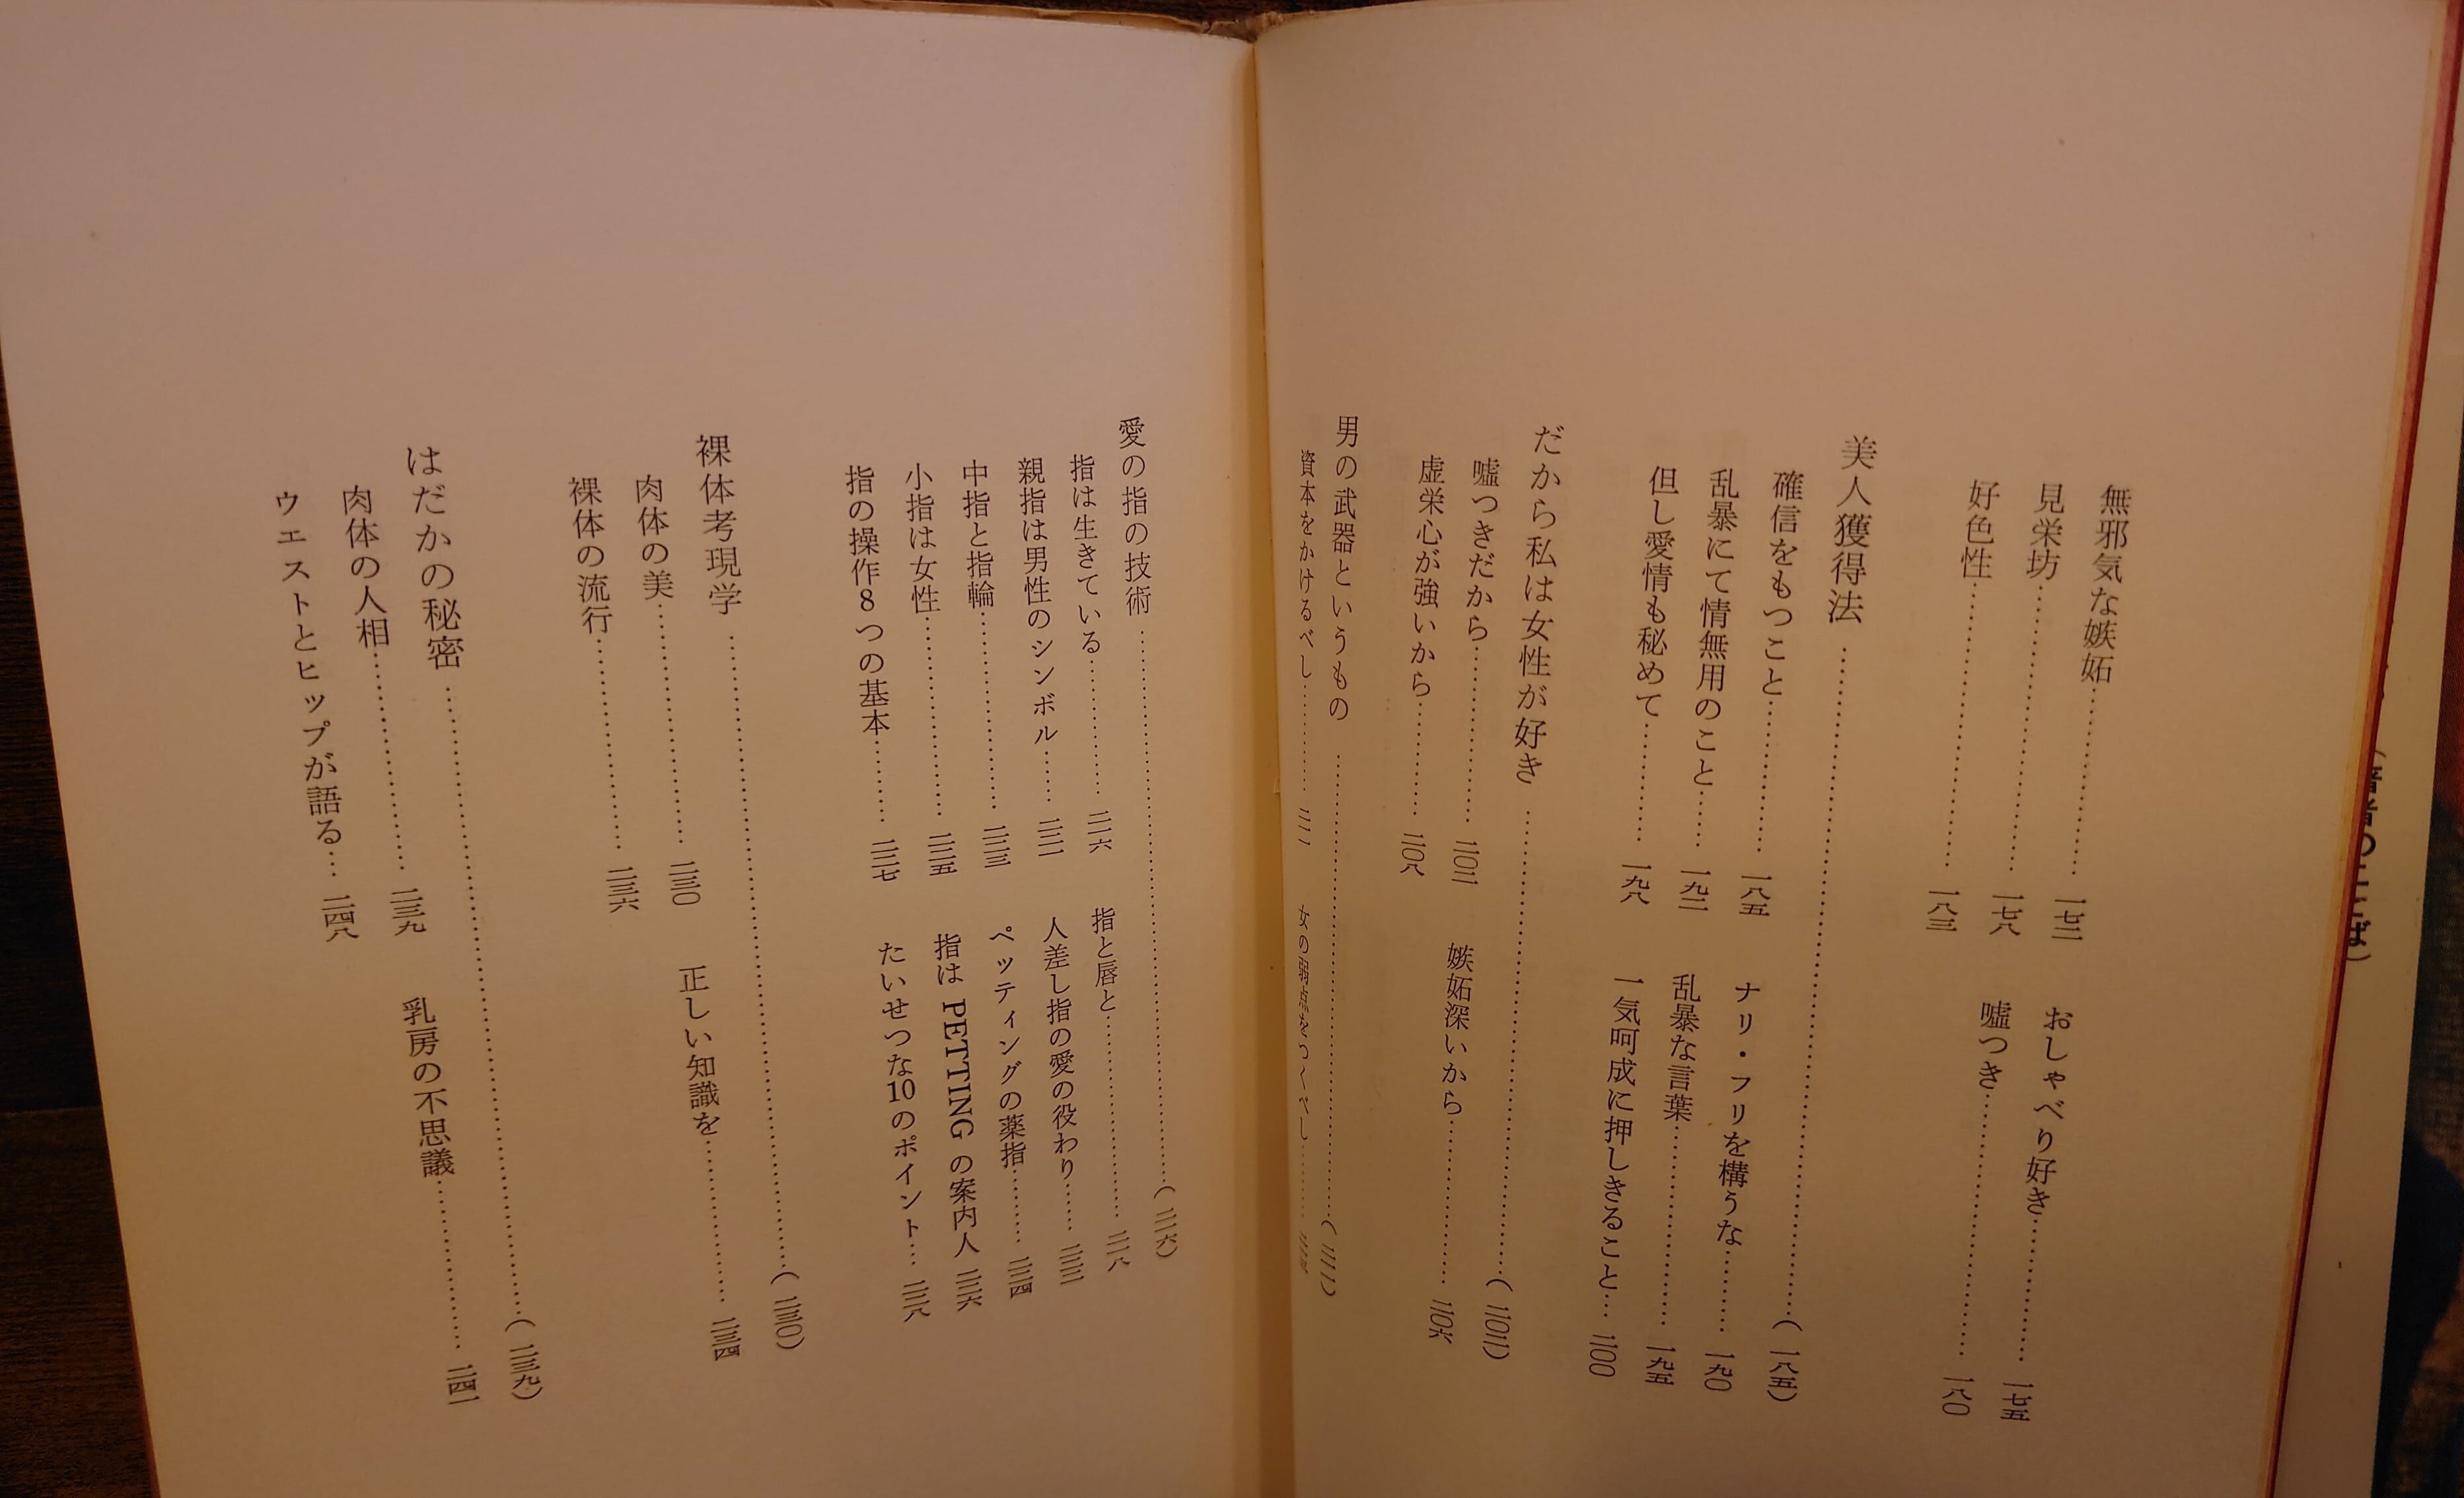 無邪気な嫉妬…………一七二　おしゃべり好き…………一七五
見栄坊…………一七八　嘘つき…………一八〇
好色性…………一八三
美人獲得法…………(一八五)
確信をもつこと…………一八五　ナリ・フリを構うな…………一九〇
乱暴にて情無用のこと……一九二　乱暴な言葉…………一九五
但し愛情も秘めて…………一九八　一気呵成に押しきること…二〇〇
だから私は女性が好き…………(二〇二)
嘘つきだから…………二〇二　嫉妬深いから…………二〇六
虚栄心が強いから…………二〇八
男の武器というもの…………(二一一)
資本をかけるべし…………二一一　女の弱点をつくべし…………
愛の指の技術…………(二一六)
指は生きている…………二一六　指と唇と…………二一八
親指は男性のシンボル……二二一　人差し指の愛の役わり……二二二
中指と指輪…………二二三　ペッティングの薬指…………二二四
小指は女性…………二二五　指は PETTING の案内人　二二六
指の操作8つの基本…………二二七　たいせつな10のポイント…二二八
裸体考現学…………(二三〇)
肉体の美…………二三〇　正しい知識を…………二三四
裸体の流行…………二三六
はだかの秘密…………(二三九)
肉体の人相…………二三九　乳房の不思議…………二四一
ウエストとヒップが語る…二四八